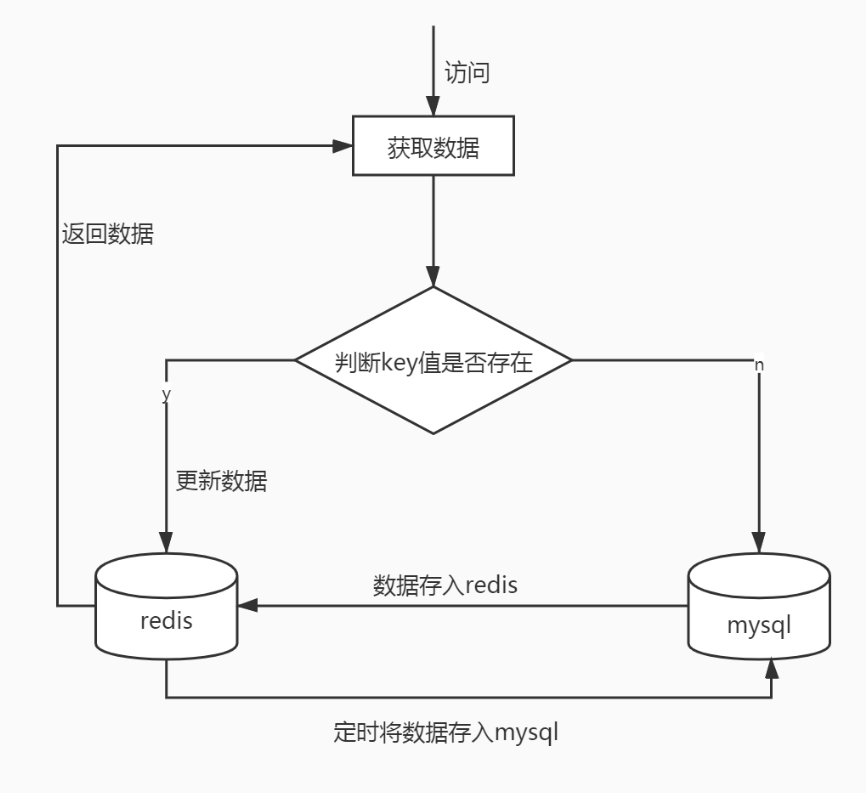 访问
获取数据
返回数据
判断key值是否存在
n
y
更新数据
数据存入redis
redis
mysql
定时将数据存入mysql